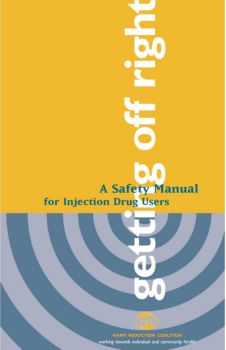 getting off right
A Safety Manual
for Injection Drug Users
HARM REDUCTION COALITION
working towards individual and community health